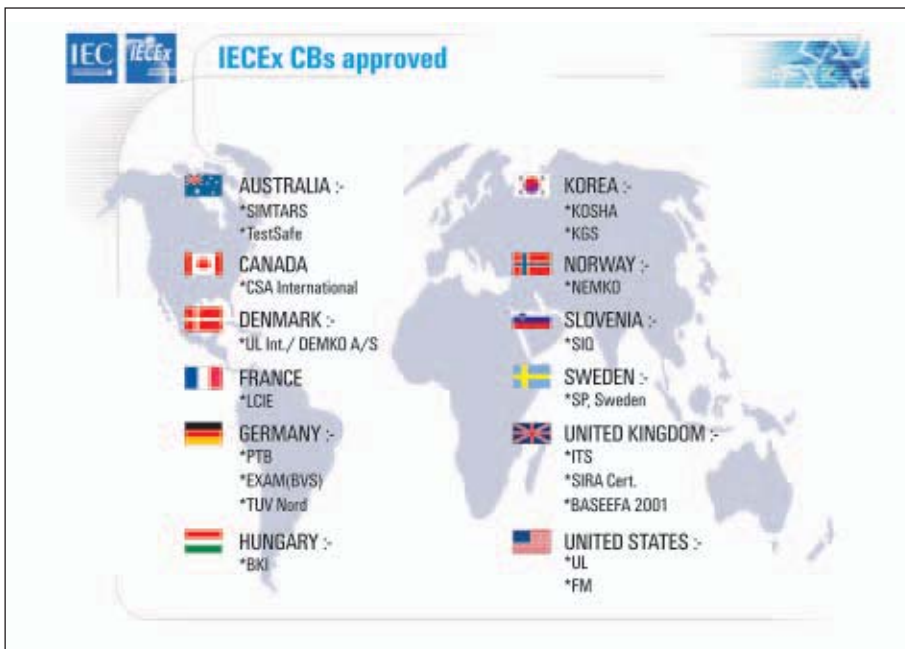 IEC IECEx IECEx CBs approved
AUSTRALIA :-
*SIMTARS
*TestSafe
CANADA
*CSA International
DENMARK :-
*UL Int./ DEMKO A/S
FRANCE
*LCIE
GERMANY :-
*PTB
*EXAM(BVS)
*TUV Nord
HUNGARY :-
*BKI
KOREA :-
*KOSHA
*KGS
NORWAY :-
*NEMKO
SLOVENIA :-
*SIQ
SWEDEN :-
*SP, Sweden
UNITED KINGDOM :-
*ITS
*SIRA Cert.
*BASEEFA 2001
UNITED STATES :-
*UL
*FM